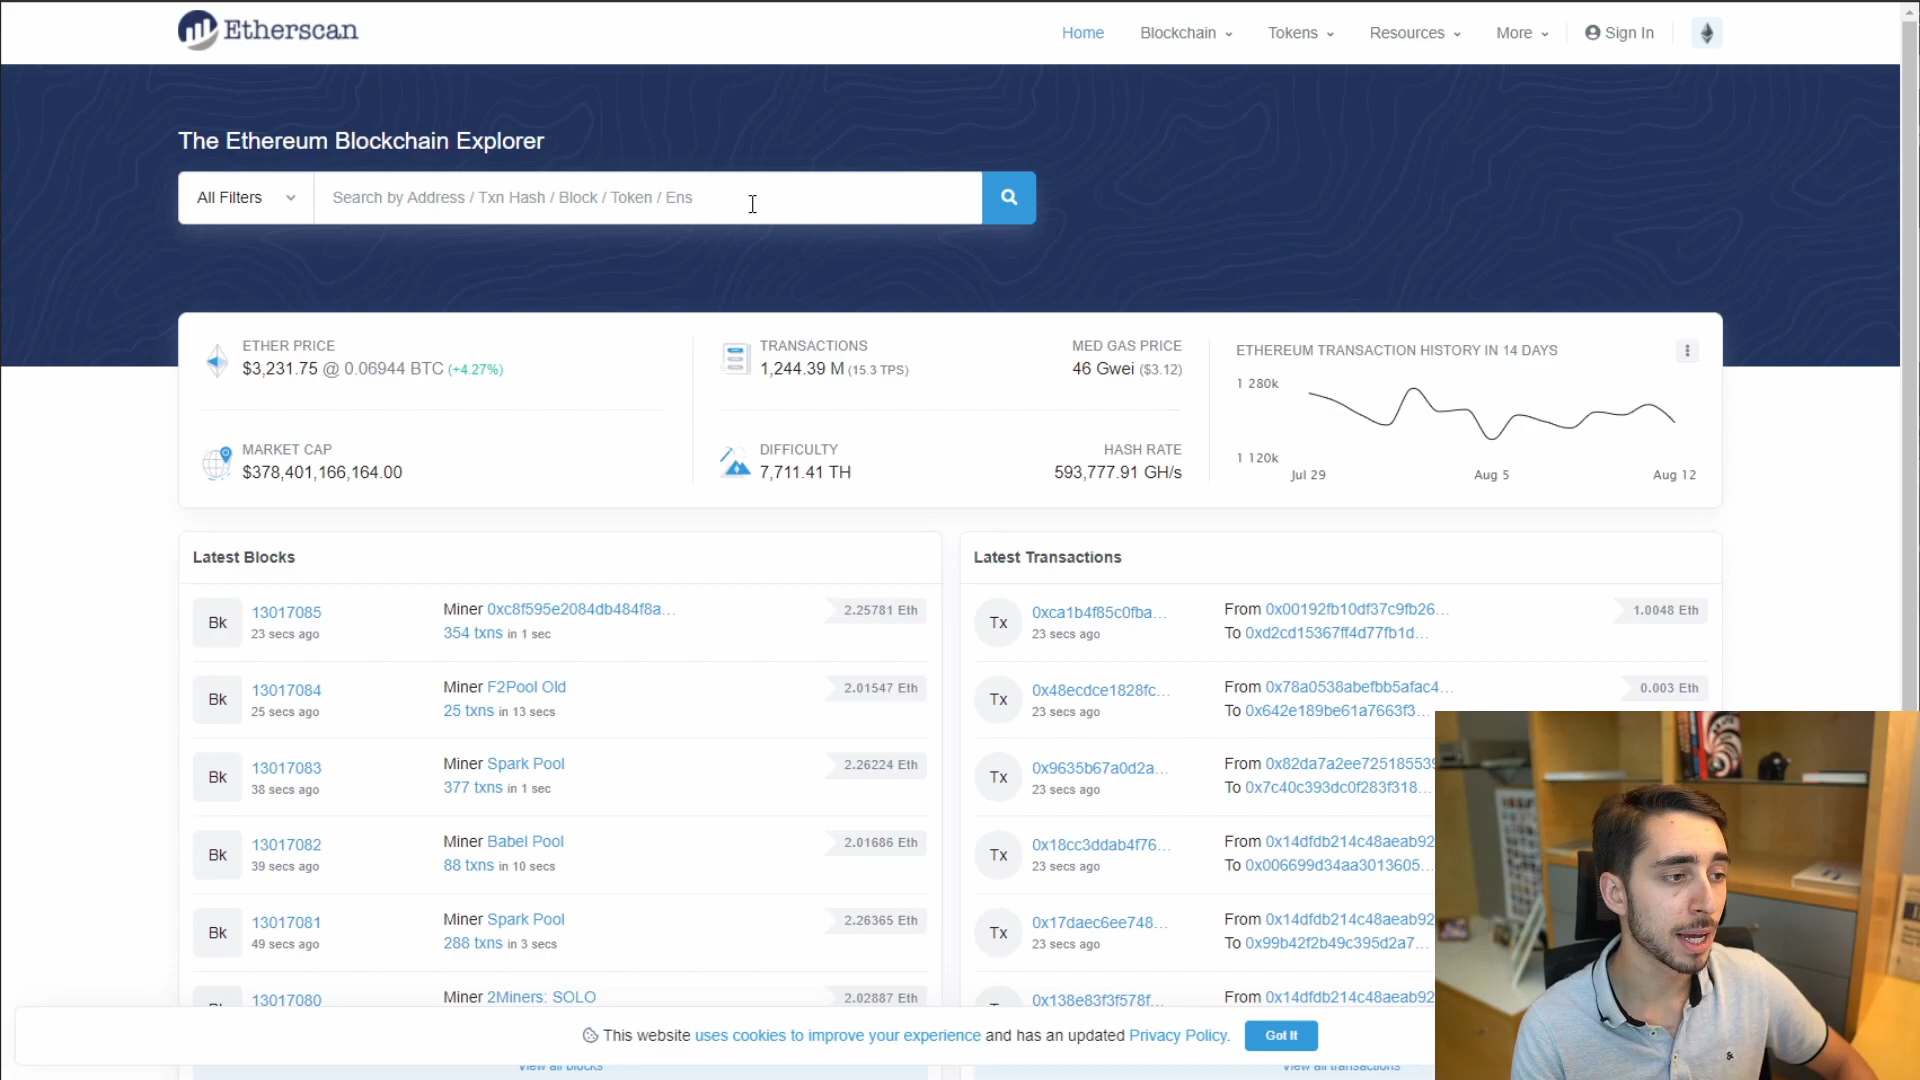 Etherscan
Home
Blockchain
Tokens
Resources
More
Sign In
The Ethereum Blockchain Explorer
All Filters
Search by Address / Txn Hash / Block / Token / Ens
ETHER PRICE
$3,231.75 @ 0.06944 BTC (+4.27%)
MARKET CAP
$378,401,166,164.00
TRANSACTIONS
1,244.39 M (15.3 TPS)
MED GAS PRICE
46 Gwei ($3.12)
DIFFICULTY
7,711.41 TH
HASH RATE
593,777.91 GH/s
ETHEREUM TRANSACTION HISTORY IN 14 DAYS
1 280k
1 120k
Jul 29
Aug 5
Aug 12
Latest Blocks
Bk
13017085
23 secs ago
Miner 0xc8f595e2084db484f8a...
354 txns in 1 sec
2.25781 Eth
Bk
13017084
25 secs ago
Miner F2Pool Old
25 txns in 13 secs
2.01547 Eth
Bk
13017083
38 secs ago
Miner Spark Pool
377 txns in 1 sec
2.26224 Eth
Bk
13017082
39 secs ago
Miner Babel Pool
88 txns in 10 secs
2.01686 Eth
Bk
13017081
49 secs ago
Miner Spark Pool
288 txns in 3 secs
2.26365 Eth
13017080
Miner 2Miners: SOLO
2.02887 Eth
View all blocks
Latest Transactions
Tx
0xca1b4f85c0fba...
23 secs ago
From 0x00192fb10df37c9fb26...
To 0xd2cd15367ff4d77fb1d...
1.0048 Eth
Tx
0x48ecdce1828fc...
23 secs ago
From 0x78a0538abefbb5afac4...
To 0x642e189be61a7663f3...
0.003 Eth
Tx
0x9635b67a0d2a...
23 secs ago
From 0x82da7a2ee725185539
To 0x7c40c393dc0f283f318...
Tx
0x18cc3ddab4f76...
23 secs ago
From 0x14dfdb214c48aeab92
To 0x006699d34aa3013605...
Tx
0x17daec6ee748...
23 secs ago
From 0x14dfdb214c48aeab92
To 0x99b42f2b49c395d2a7...
0x138e83f3f578f...
From 0x14dfdb214c48aeab92
View all transactions
This website uses cookies to improve your experience and has an updated Privacy Policy.
Got It